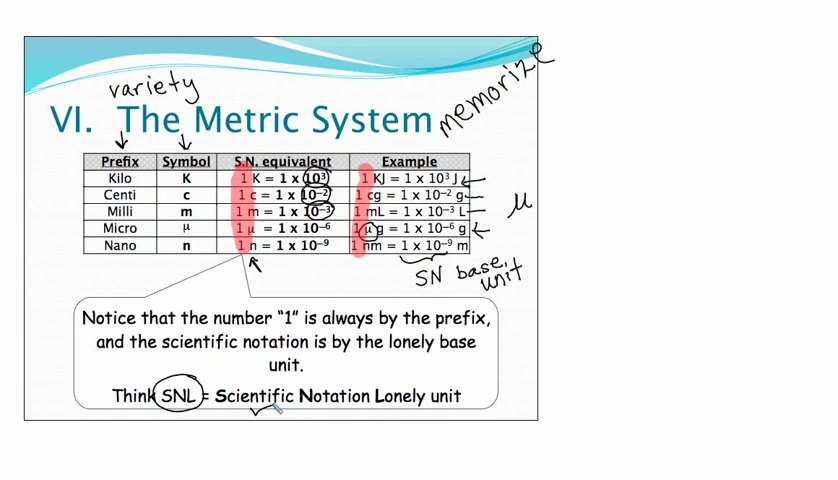 variety
memorize
VI. The Metric System
Prefix Symbol S.N. equivalent Example
Kilo K 1 K = 1 x 10³ 1 KJ = 1 x 10³ J
Centi c 1 c = 1 x 10⁻² 1 cg = 1 x 10⁻² g
Milli m 1 m = 1 x 10⁻³ 1 mL = 1 x 10⁻³ L
Micro μ 1 μ = 1 x 10⁻⁶ 1 μg = 1 x 10⁻⁶ g
μ
Nano n 1 n = 1 x 10⁻⁹ 1 nm = 1 x 10⁻⁹ m
SN base unit
Notice that the number “1” is always by the prefix,
and the scientific notation is by the lonely base
unit.
Think SNL = Scientific Notation Lonely unit